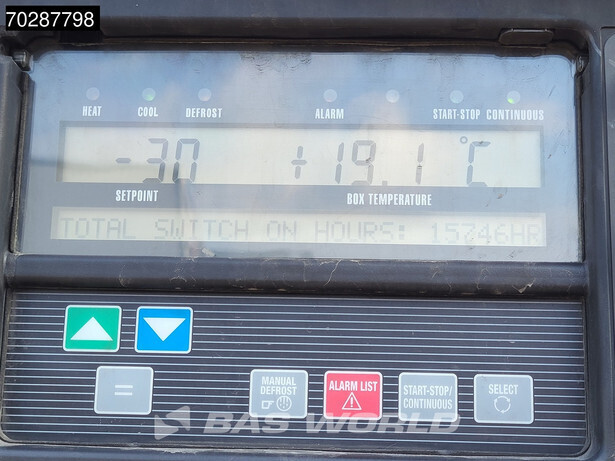 70287798
HEAT COOL DEFROST ALARM START-STOP CONTINUOUS
-30 +19.1 °C
SETPOINT BOX TEMPERATURE
TOTAL SWITCH ON HOURS: 15746HR
=
MANUAL DEFROST
ALARM LIST
START-STOP/ CONTINUOUS
SELECT
BAS WORLD